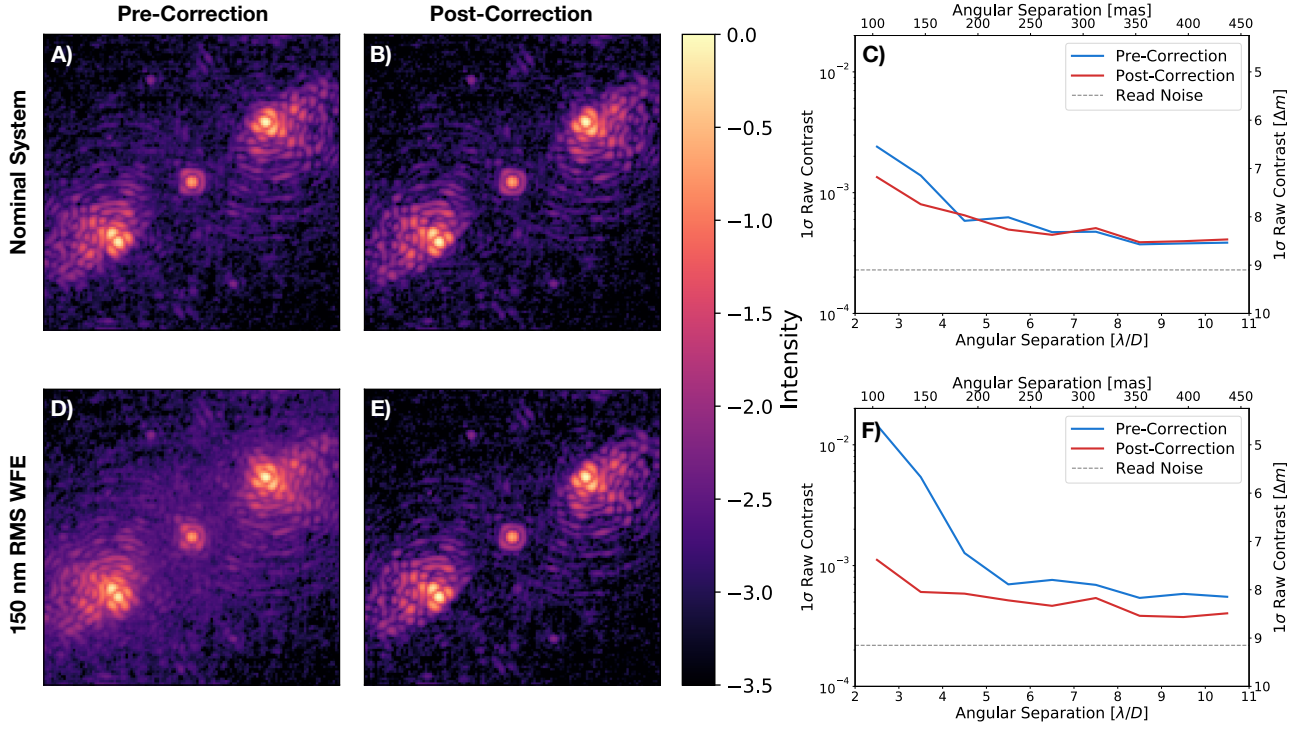 Pre-Correction
Post-Correction
Nominal System
150 nm RMS WFE
A)
B)
D)
E)
0.0
−0.5
−1.0
−1.5
−2.0
−2.5
−3.0
−3.5
Intensity
Angular Separation [mas]
100 150 200 250 300 350 400 450
C)
Pre-Correction
Post-Correction
Read Noise
1σ Raw Contrast
10⁻²
10⁻³
10⁻⁴
5
6
7
8
9
10
1σ Raw Contrast [Δm]
2 3 4 5 6 7 8 9 10 11
Angular Separation [λ/D]
Angular Separation [mas]
100 150 200 250 300 350 400 450
F)
Pre-Correction
Post-Correction
Read Noise
1σ Raw Contrast
10⁻²
10⁻³
10⁻⁴
5
6
7
8
9
10
1σ Raw Contrast [Δm]
2 3 4 5 6 7 8 9 10 11
Angular Separation [λ/D]